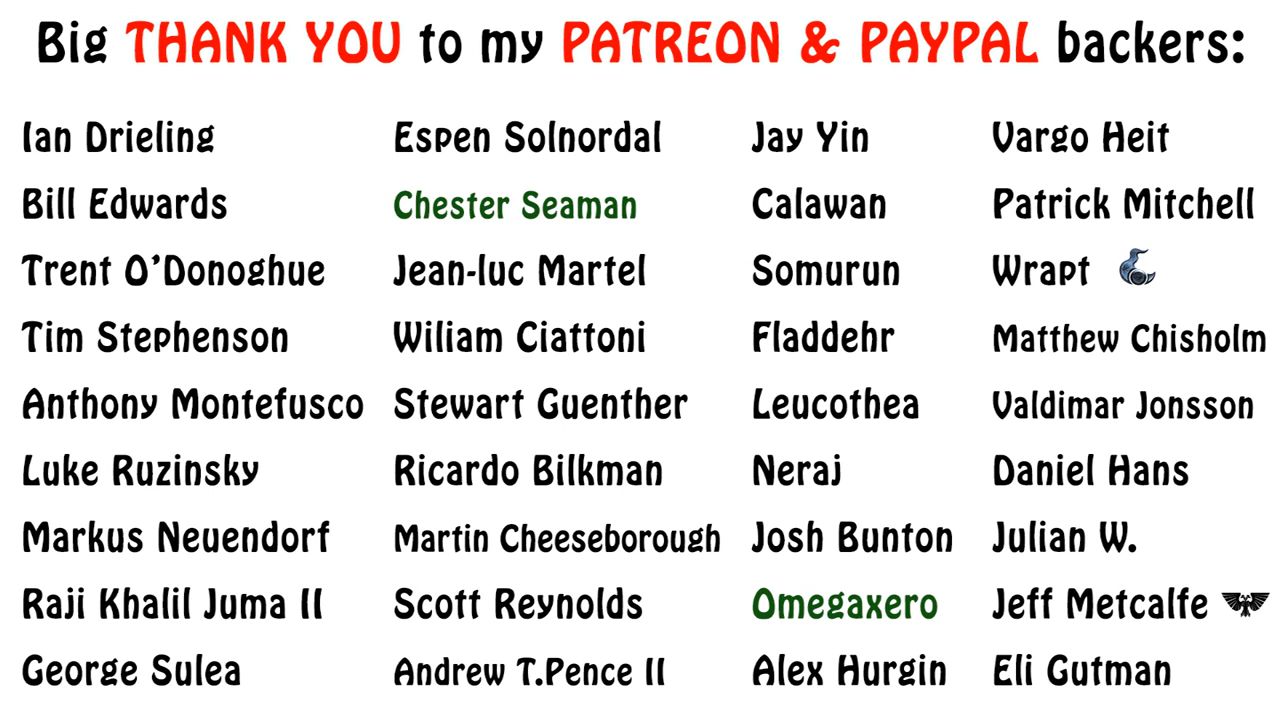 Big THANK YOU to my PATREON & PAYPAL backers:
Ian Drieling
Bill Edwards
Trent O'Donoghue
Tim Stephenson
Anthony Montefusco
Luke Ruzinsky
Markus Neuendorf
Raji Khalil Juma II
George Sulea
Espen Solnordal
Chester Seaman
Jean-luc Martel
Wiliam Ciattoni
Stewart Guenther
Ricardo Bilkman
Martin Cheeseborough
Scott Reynolds
Andrew T.Pence II
Jay Yin
Calawan
Somurun
Fladdehr
Leucothea
Neraj
Josh Bunton
Omegaxero
Alex Hurgin
Vargo Heit
Patrick Mitchell
Wrapt
Matthew Chisholm
Valdimar Jonsson
Daniel Hans
Julian W.
Jeff Metcalfe
Eli Gutman